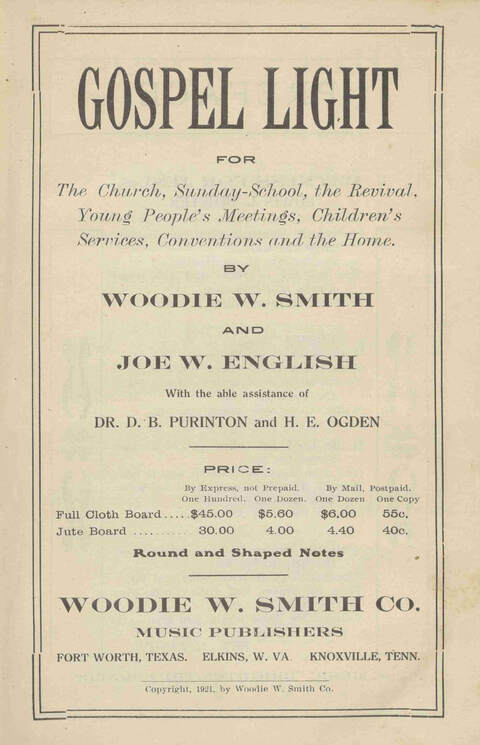 GOSPEL LIGHT
FOR
The Church, Sunday-School, the Revival,
Young People's Meetings, Children's
Services, Conventions and the Home.
BY
WOODIE W. SMITH
AND
JOE W. ENGLISH
With the able assistance of
DR. D. B. PURINTON and H. E. OGDEN
PRICE:
By Express, not Prepaid. By Mail, Postpaid.
One Hundred. One Dozen. One Dozen One Copy
Full Cloth Board..... $45.00 $5.60 $6.00 55c.
Jute Board .......... 30.00 4.00 4.40 40c.
Round and Shaped Notes
WOODIE W. SMITH CO.
MUSIC PUBLISHERS
FORT WORTH, TEXAS. ELKINS, W. VA KNOXVILLE, TENN.
Copyright, 1921, by Woodie W. Smith Co.